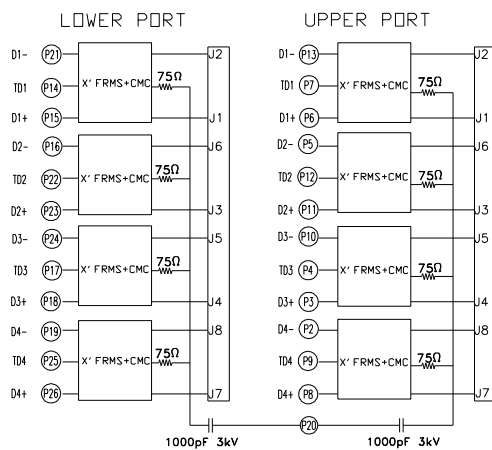 LOWER PORT
D1- P21 J2
TD1 P14 X' FRMS+CMC 75Ω
D1+ P15 J1
D2- P16 J6
TD2 P22 X' FRMS+CMC 75Ω
D2+ P23 J3
D3- P24 J5
TD3 P17 X' FRMS+CMC 75Ω
D3+ P18 J4
D4- P19 J8
TD4 P25 X' FRMS+CMC 75Ω
D4+ P26 J7
1000pF 3kV
UPPER PORT
D1- P13 J2
TD1 P7 X' FRMS+CMC 75Ω
D1+ P6 J1
D2- P5 J6
TD2 P12 X' FRMS+CMC 75Ω
D2+ P11 J3
D3- P10 J5
TD3 P4 X' FRMS+CMC 75Ω
D3+ P3 J4
D4- P2 J8
TD4 P9 X' FRMS+CMC 75Ω
D4+ P8 J7
P20
1000pF 3kV